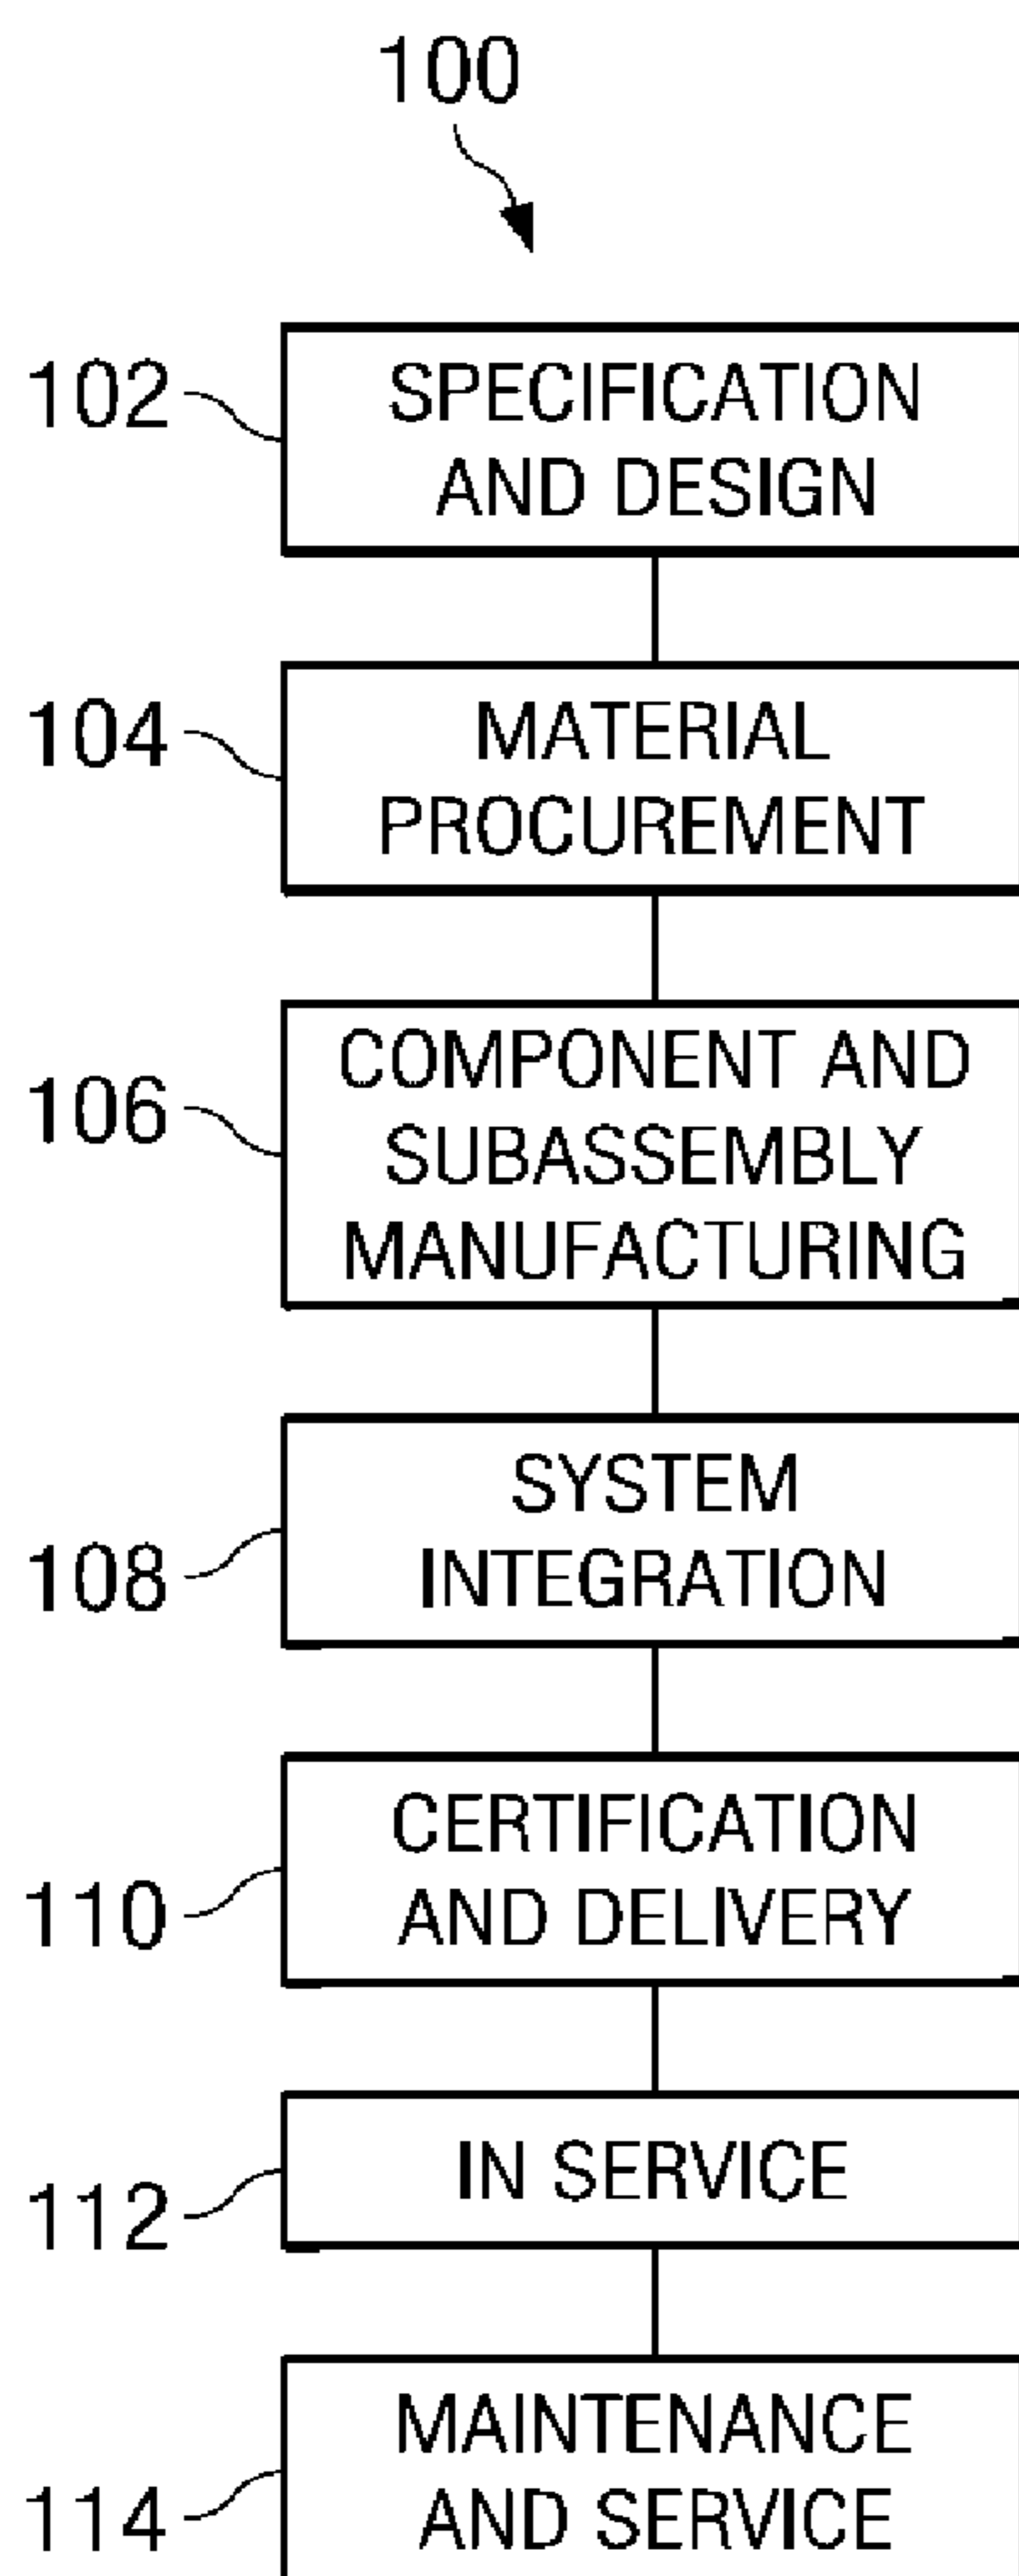 100
102
SPECIFICATION
AND DESIGN
104
MATERIAL
PROCUREMENT
106
COMPONENT AND
SUBASSEMBLY
MANUFACTURING
108
SYSTEM
INTEGRATION
110
CERTIFICATION
AND DELIVERY
112
IN SERVICE
114
MAINTENANCE
AND SERVICE